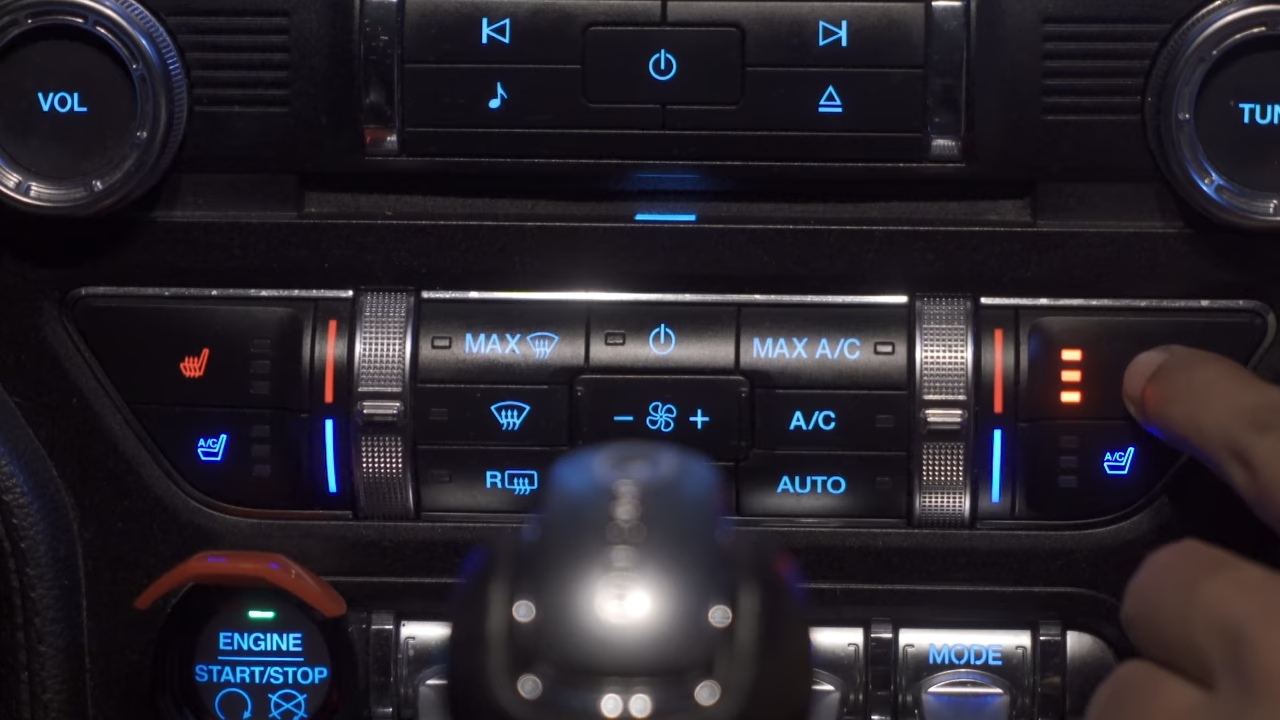 VOL
TUN
MAX
MAX A/C
A/C
R
AUTO
A/C
A/C
ENGINE
START/STOP
MODE